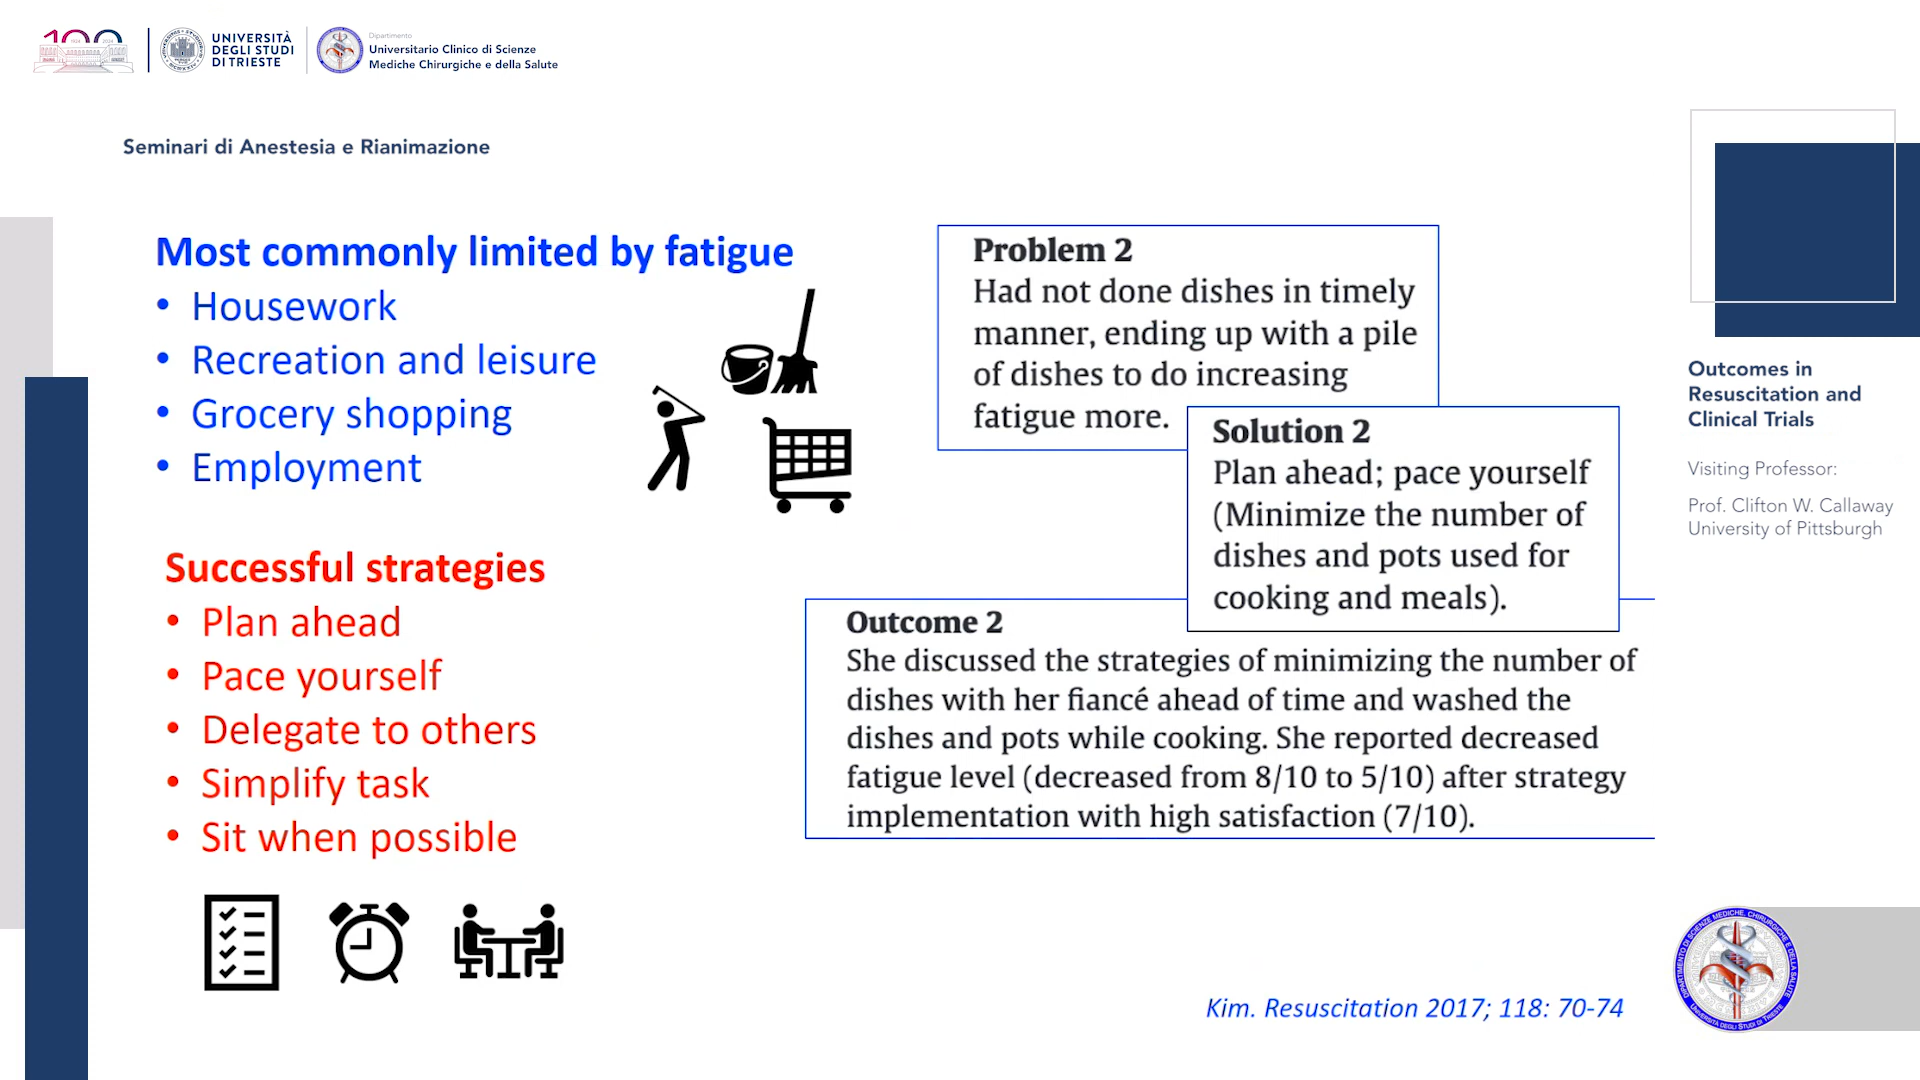 UNIVERSITÀ
DEGLI STUDI
DI TRIESTE
Dipartimento
Universitario Clinico di Scienze
Mediche Chirurgiche e della Salute
Seminari di Anestesia e Rianimazione
Most commonly limited by fatigue
• Housework
• Recreation and leisure
• Grocery shopping
• Employment
Successful strategies
• Plan ahead
• Pace yourself
• Delegate to others
• Simplify task
• Sit when possible
Problem 2
Had not done dishes in timely
manner, ending up with a pile
of dishes to do increasing
fatigue more.
Solution 2
Plan ahead; pace yourself
(Minimize the number of
dishes and pots used for
cooking and meals).
Outcome 2
She discussed the strategies of minimizing the number of
dishes with her fiancé ahead of time and washed the
dishes and pots while cooking. She reported decreased
fatigue level (decreased from 8/10 to 5/10) after strategy
implementation with high satisfaction (7/10).
Kim. Resuscitation 2017; 118: 70-74
Outcomes in
Resuscitation and
Clinical Trials
Visiting Professor:
Prof. Clifton W. Callaway
University of Pittsburgh